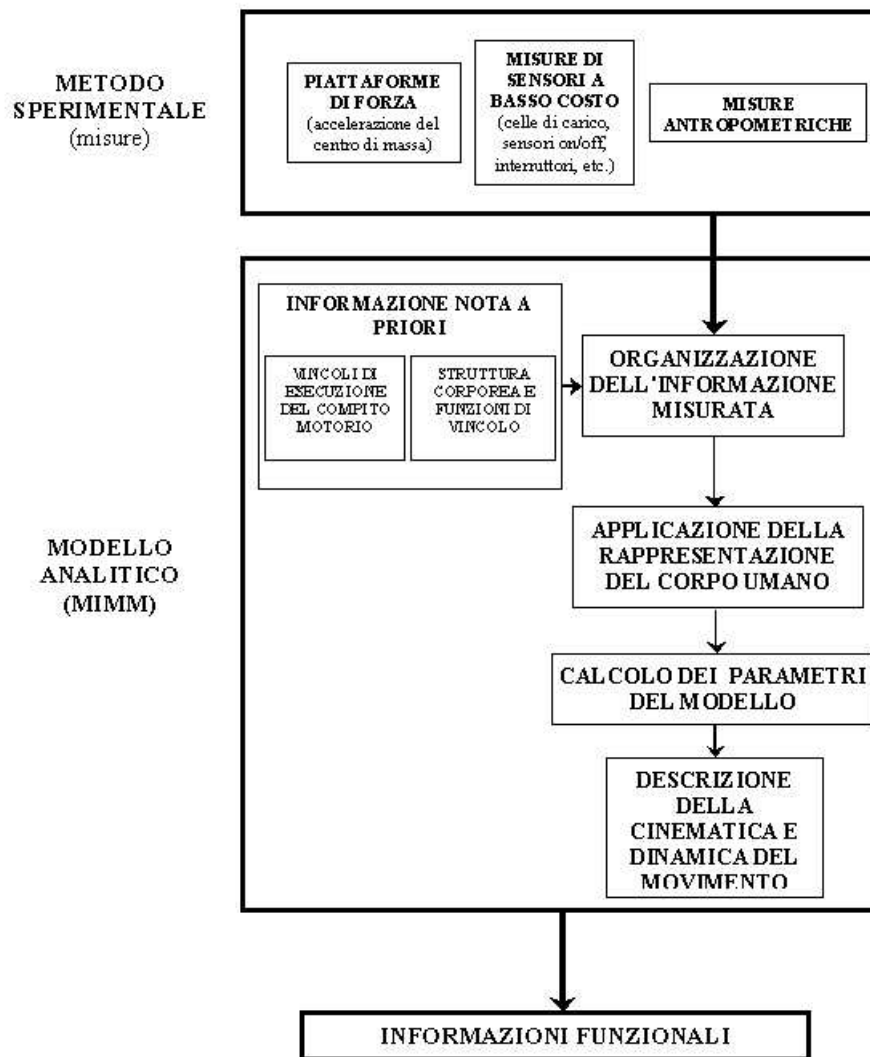 METODO
SPERIMENTALE
(misure)
PIATTAFORME
DI FORZA
(accelerazione del
centro di massa)
MISURE DI
SENSORI A
BASSO COSTO
(celle di carico,
sensori on/off,
interruttori, etc.)
MISURE
ANTROPOMETRICHE
MODELLO
ANALITICO
(MIMM)
INFORMAZIONE NOTA A
PRIORI
VINCOLI DI
ESECUZIONE
DEL COMPITO
MOTORIO
STRUTTURA
CORPOREA E
FUNZIONI DI
VINCOLO
ORGANIZZAZIONE
DELL'INFORMAZIONE
MISURATA
APPLICAZIONE DELLA
RAPPRESENTAZIONE
DEL CORPO UMANO
CALCOLO DEI PARAMETRI
DEL MODELLO
DESCRIZIONE
DELLA
CINEMATICA E
DINAMICA DEL
MOVIMENTO
INFORMAZIONI FUNZIONALI